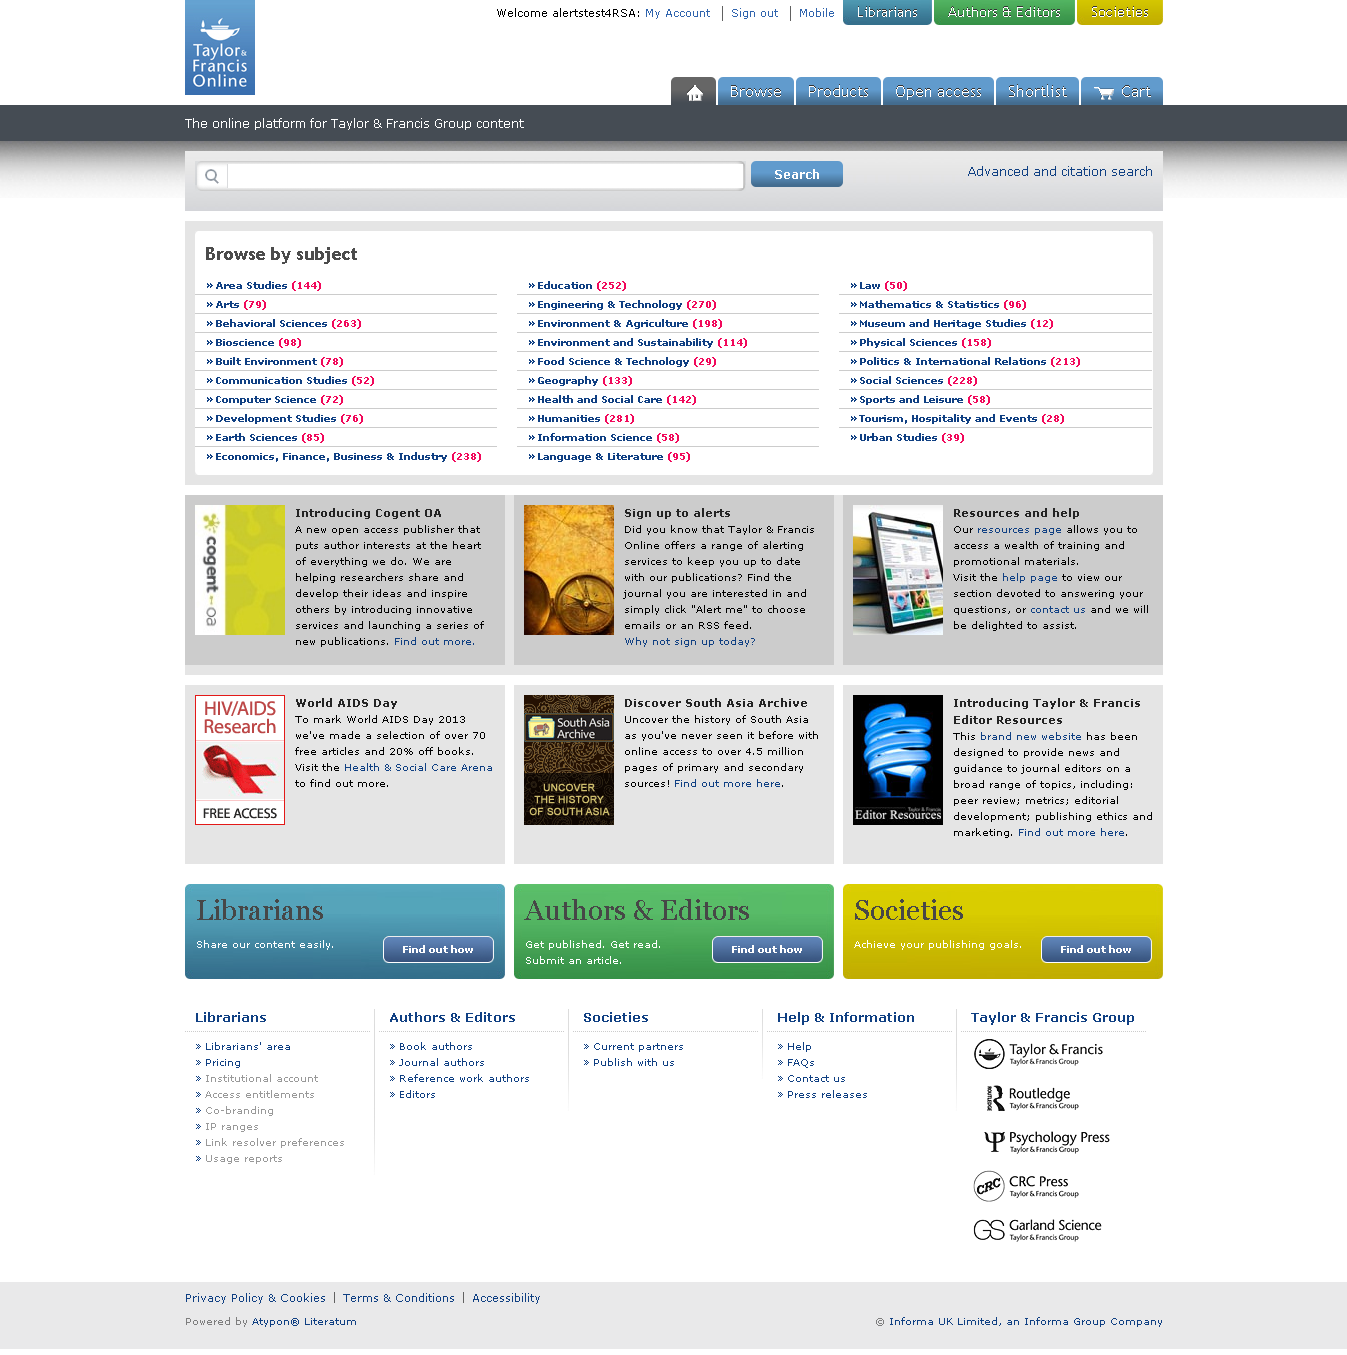 Welcome alertstest4RSA: My Account | Sign out | Mobile Librarians Authors & Editors Societies
Taylor &
Francis
Online
Browse Products Open access Shortlist Cart
The online platform for Taylor & Francis Group content
Search Advanced and citation search
Browse by subject
» Area Studies (144)
» Arts (79)
» Behavioral Sciences (263)
» Bioscience (98)
» Built Environment (78)
» Communication Studies (52)
» Computer Science (72)
» Development Studies (76)
» Earth Sciences (85)
» Economics, Finance, Business & Industry (238)
» Education (252)
» Engineering & Technology (270)
» Environment & Agriculture (198)
» Environment and Sustainability (114)
» Food Science & Technology (29)
» Geography (133)
» Health and Social Care (142)
» Humanities (281)
» Information Science (58)
» Language & Literature (95)
» Law (50)
» Mathematics & Statistics (96)
» Museum and Heritage Studies (12)
» Physical Sciences (158)
» Politics & International Relations (213)
» Social Sciences (228)
» Sports and Leisure (58)
» Tourism, Hospitality and Events (28)
» Urban Studies (39)
cogent oa
Introducing Cogent OA
A new open access publisher that
puts author interests at the heart
of everything we do. We are
helping researchers share and
develop their ideas and inspire
others by introducing innovative
services and launching a series of
new publications. Find out more.
Sign up to alerts
Did you know that Taylor & Francis
Online offers a range of alerting
services to keep you up to date
with our publications? Find the
journal you are interested in and
simply click "Alert me" to choose
emails or an RSS feed.
Why not sign up today?
Resources and help
Our resources page allows you to
access a wealth of training and
promotional materials.
Visit the help page to view our
section devoted to answering your
questions, or contact us and we will
be delighted to assist.
HIV/AIDS
Research
FREE ACCESS
World AIDS Day
To mark World AIDS Day 2013
we've made a selection of over 70
free articles and 20% off books.
Visit the Health & Social Care Arena
to find out more.
South Asia
Archive
UNCOVER
THE HISTORY
OF SOUTH ASIA
Discover South Asia Archive
Uncover the history of South Asia
as you've never seen it before with
online access to over 4.5 million
pages of primary and secondary
sources! Find out more here.
Taylor & Francis
Editor Resources
Introducing Taylor & Francis
Editor Resources
This brand new website has been
designed to provide news and
guidance to journal editors on a
broad range of topics, including:
peer review; metrics; editorial
development; publishing ethics and
marketing. Find out more here.
Librarians
Share our content easily.
Find out how
Authors & Editors
Get published. Get read.
Submit an article.
Find out how
Societies
Achieve your publishing goals.
Find out how
Librarians
» Librarians' area
» Pricing
» Institutional account
» Access entitlements
» Co-branding
» IP ranges
» Link resolver preferences
» Usage reports
Authors & Editors
» Book authors
» Journal authors
» Reference work authors
» Editors
Societies
» Current partners
» Publish with us
Help & Information
» Help
» FAQs
» Contact us
» Press releases
Taylor & Francis Group
Taylor & Francis
Taylor & Francis Group
ROUTLEDGE
Routledge
Taylor & Francis Group
Psychology Press
Taylor & Francis Group
CRC
CRC Press
Taylor & Francis Group
GS
Garland Science
Taylor & Francis Group
Privacy Policy & Cookies | Terms & Conditions | Accessibility
Powered by Atypon® Literatum
© Informa UK Limited, an Informa Group Company